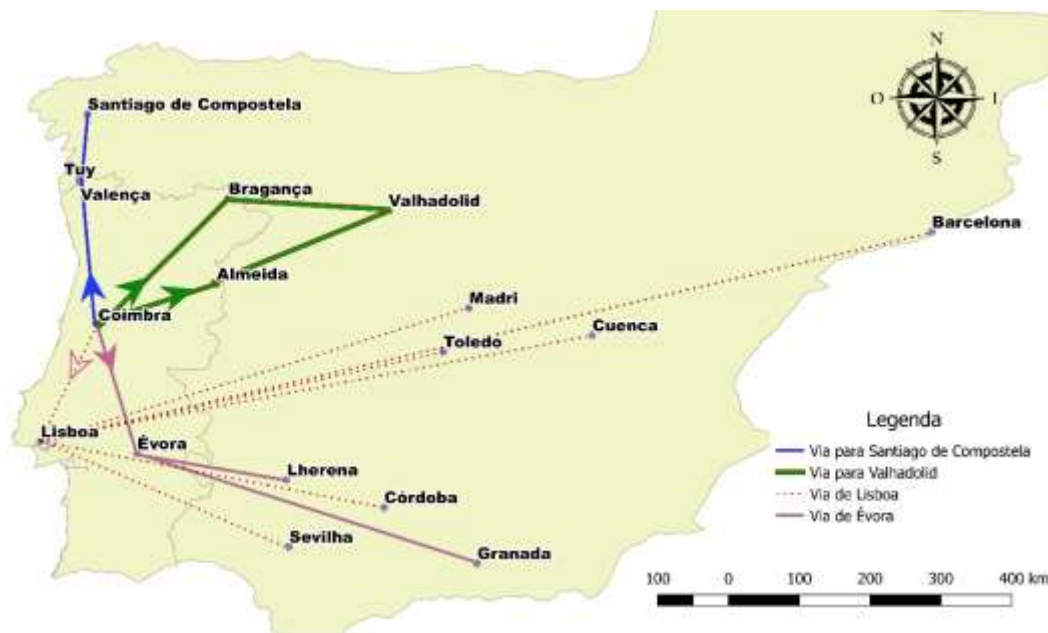 N
O
L
S
Santiago de Compostela
Tuy
Valença
Bragança
Valhadolid
Barcelona
Almeida
Madri
Coimbra
Cuenca
Toledo
Lisboa
Évora
Lherena
Córdoba
Sevilha
Granada
Legenda
Via para Santiago de Compostela
Via para Valhadolid
Via de Lisboa
Via de Évora
100 0 100 200 300 400 km